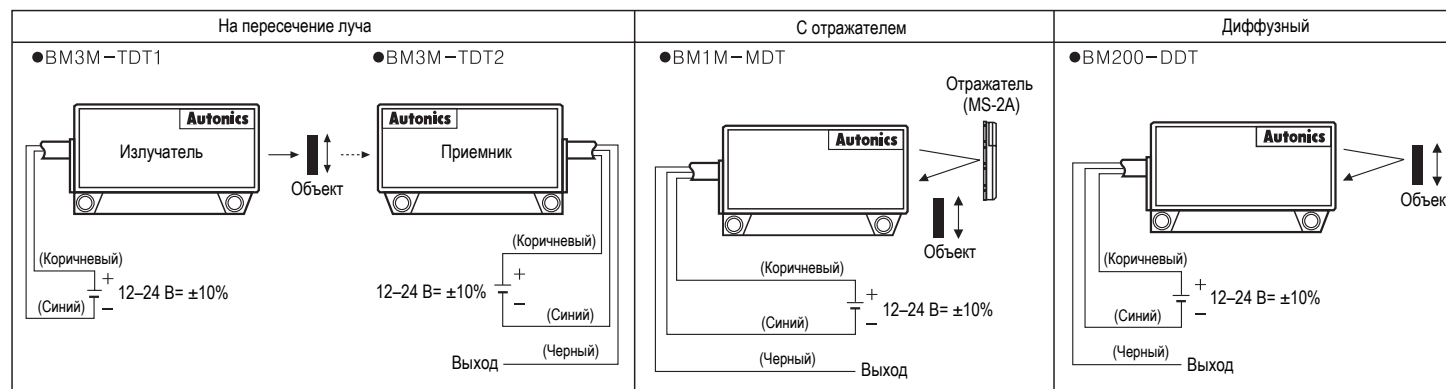 На пересечение луча
●BM3M-TDT1
●BM3M-TDT2
Autonics
Излучатель
Объект
Autonics
Приемник
(Коричневый)
+
12–24 В= ±10%
(Синий)
–
(Коричневый)
+
12–24 В= ±10%
–
(Синий)
(Черный)
Выход
С отражателем
●BM1M-MDT
Отражатель
(MS-2A)
Autonics
Объект
(Коричневый)
+
12–24 В= ±10%
(Синий)
–
(Черный)
Выход
Диффузный
●BM200-DDT
Autonics
Объек
(Коричневый)
+
12–24 В= ±10%
(Синий)
–
(Черный)
Выход